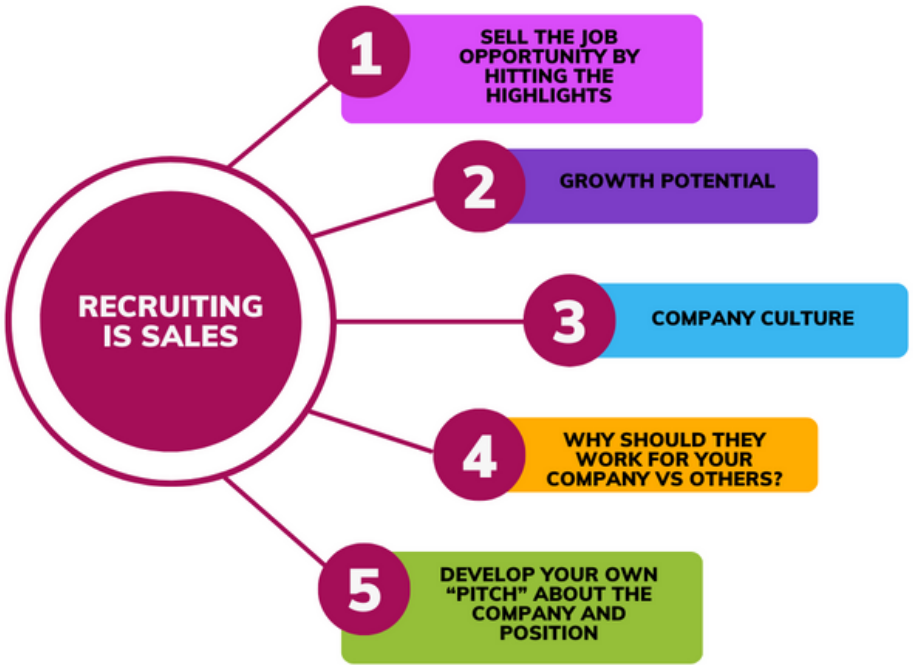 1
SELL THE JOB
OPPORTUNITY BY
HITTING THE
HIGHLIGHTS
2
GROWTH POTENTIAL
RECRUITING
IS SALES
3
COMPANY CULTURE
4
WHY SHOULD THEY
WORK FOR YOUR
COMPANY VS OTHERS?
5
DEVELOP YOUR OWN
“PITCH” ABOUT THE
COMPANY AND
POSITION